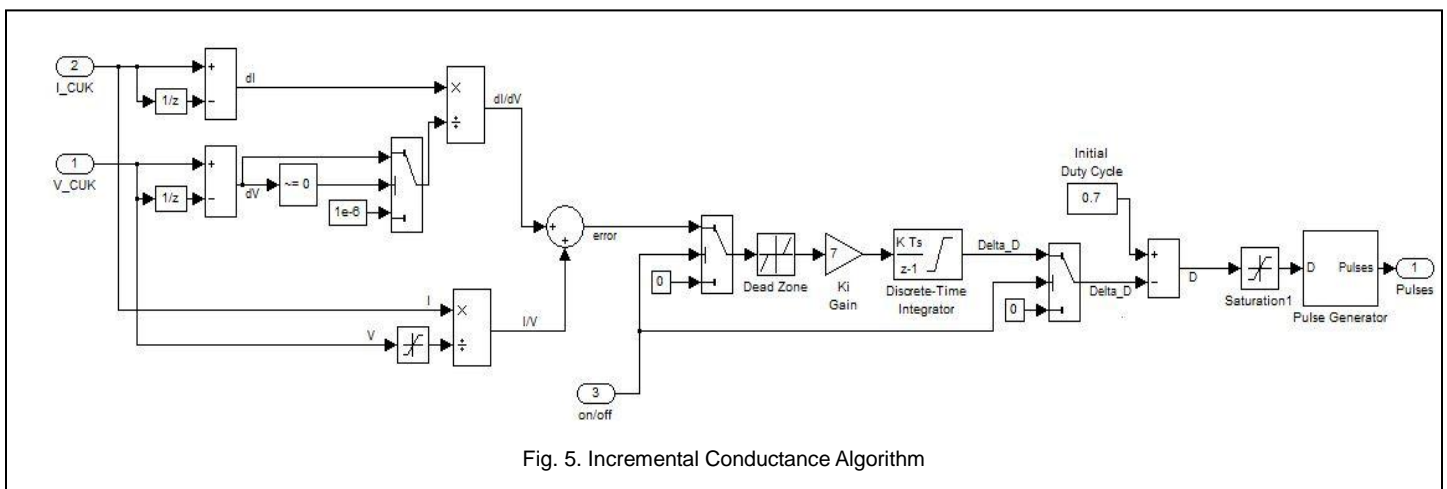 2
I_CUK
1/z
+
−
dI
×
÷
dI/dV
1
V_CUK
1/z
+
−
dV
~= 0
1e-6
+
+
error
I
V
×
÷
I/V
3
on/off
0
Dead Zone
7
Ki
Gain
K Ts
z-1
Discrete-Time
Integrator
Delta_D
0
Delta_D
Initial
Duty Cycle
0.7
+
−
D
Saturation1
D
Pulses
Pulse Generator
1
Pulses
Fig. 5. Incremental Conductance Algorithm